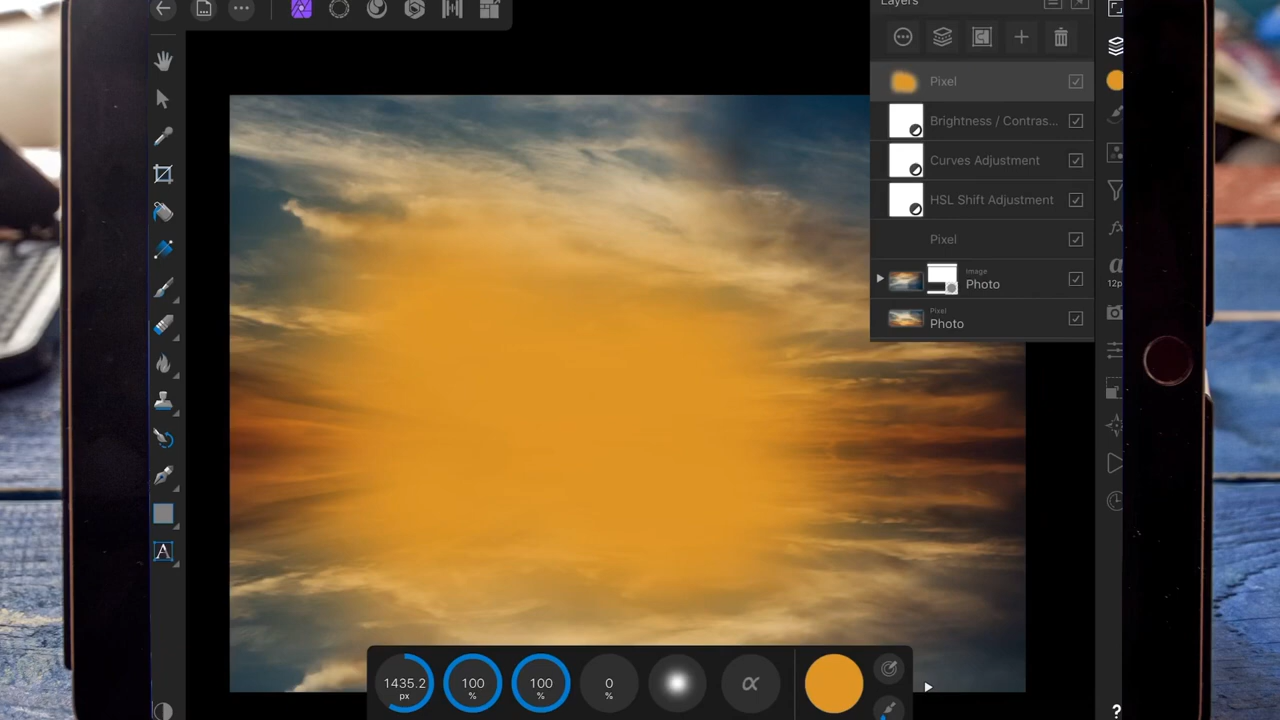 Layers
Pixel
Brightness / Contras...
Curves Adjustment
HSL Shift Adjustment
Pixel
Image
Photo
Pixel
Photo
a
12p
A
1435.2
px
100
%
100
%
0
%
α
?